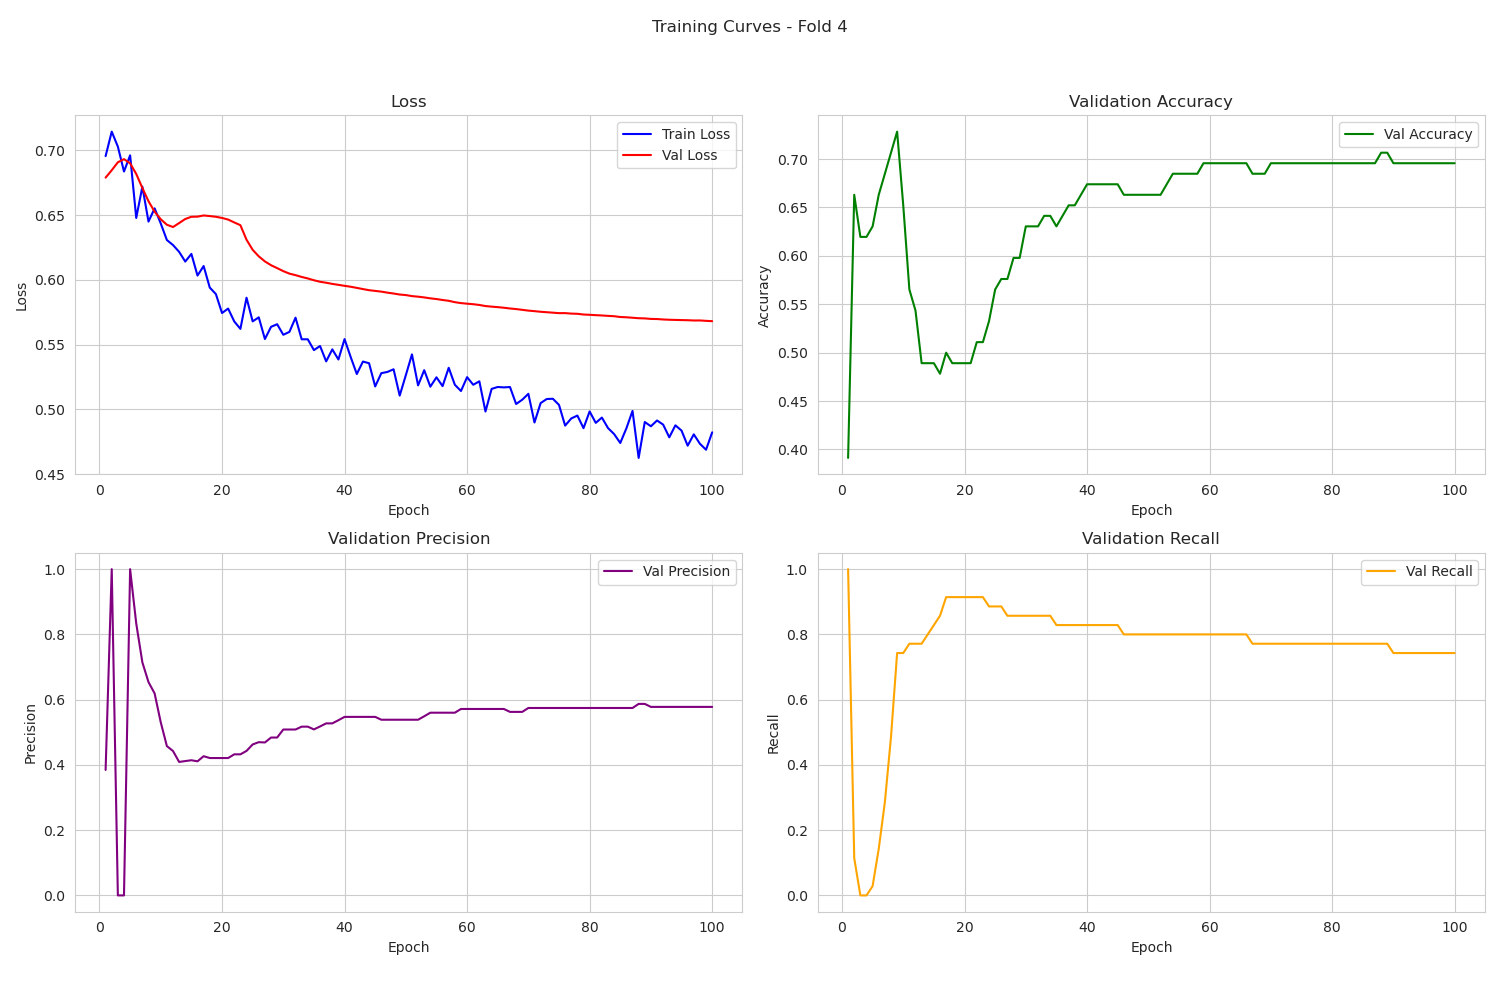 Training Curves - Fold 4
Loss
Train Loss
Val Loss
0.70
0.65
0.60
0.55
0.50
0.45
Loss
0 20 40 60 80 100
Epoch
Validation Accuracy
Val Accuracy
0.70
0.65
0.60
0.55
0.50
0.45
0.40
Accuracy
0 20 40 60 80 100
Epoch
Validation Precision
Val Precision
1.0
0.8
0.6
0.4
0.2
0.0
Precision
0 20 40 60 80 100
Epoch
Validation Recall
Val Recall
1.0
0.8
0.6
0.4
0.2
0.0
Recall
0 20 40 60 80 100
Epoch